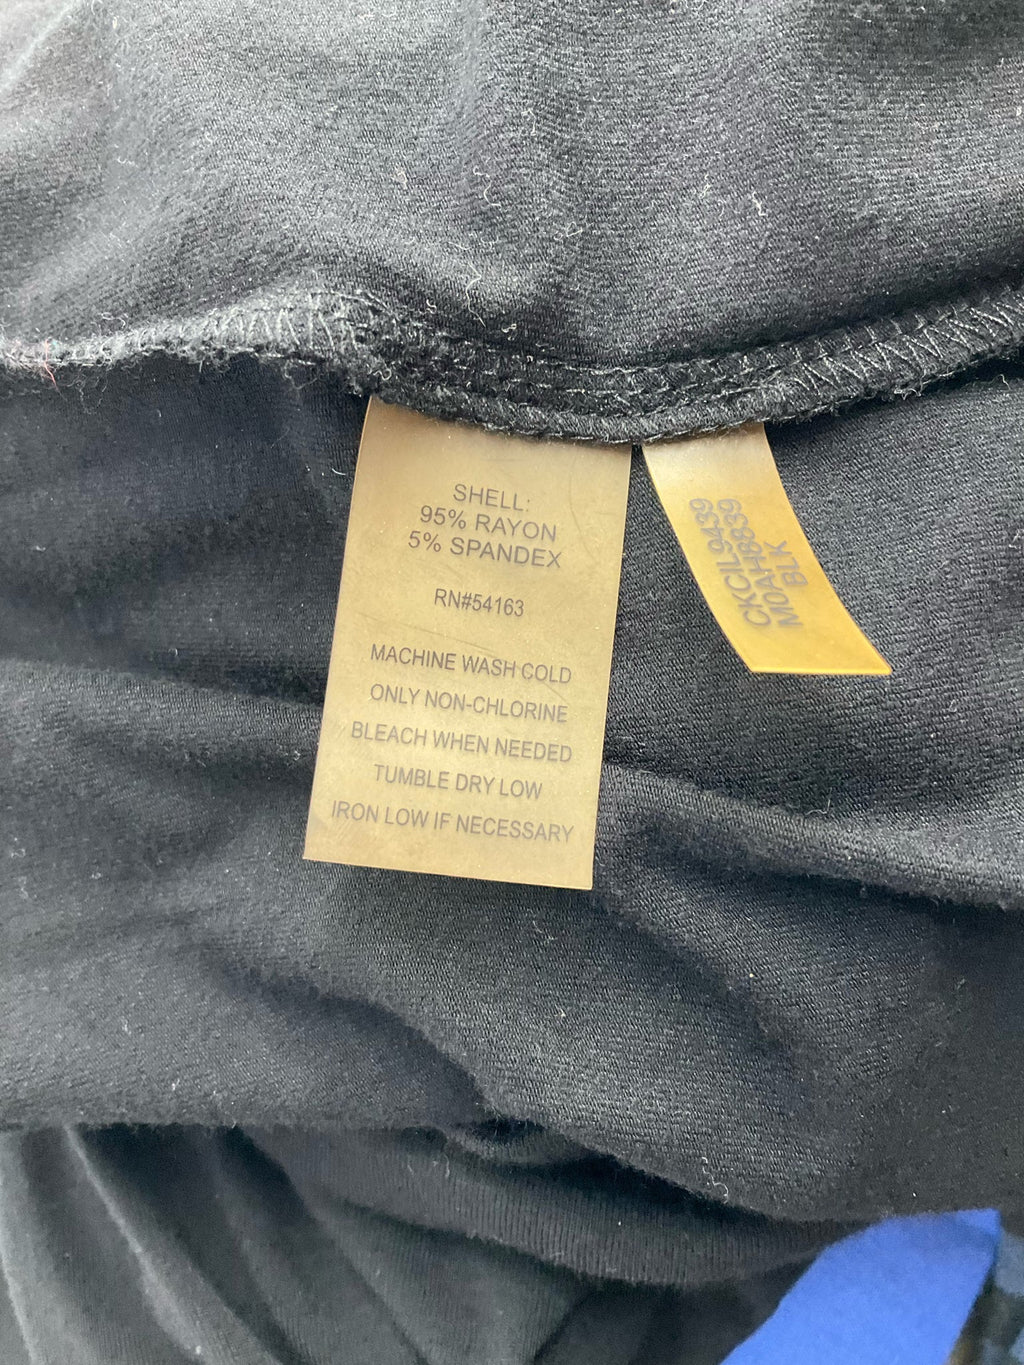 SHELL:
95% RAYON
5% SPANDEX
RN#54163
MACHINE WASH COLD
ONLY NON-CHLORINE
BLEACH WHEN NEEDED
TUMBLE DRY LOW
IRON LOW IF NECESSARY
CKCIL9439
M0AH8839
BLK